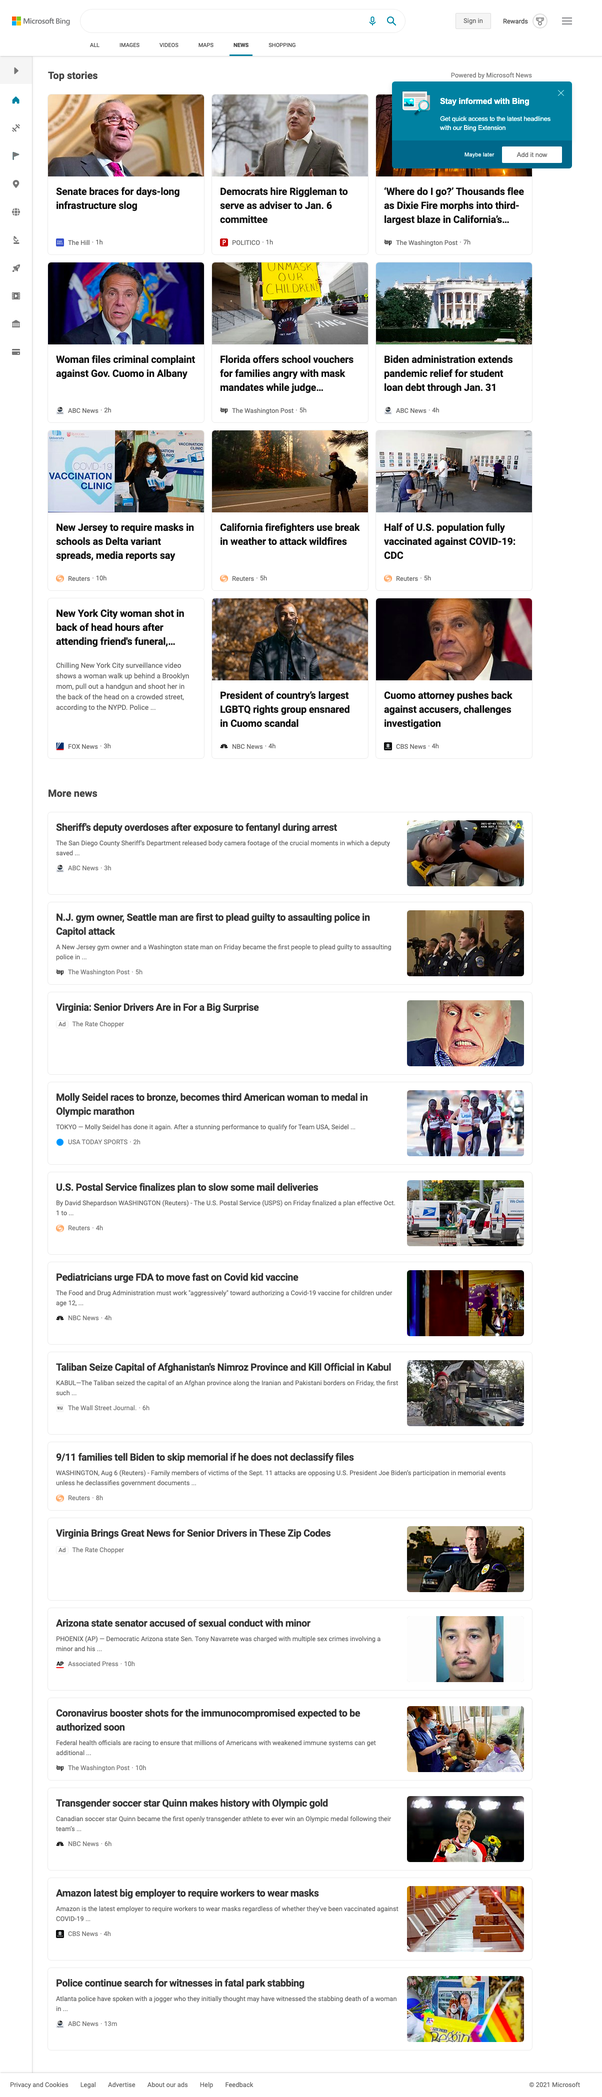 Microsoft Bing
Sign in
Rewards
ALL IMAGES VIDEOS MAPS NEWS SHOPPING
Top stories
Powered by Microsoft News
Stay informed with Bing
Get quick access to the latest headlines
with our Bing Extension
Maybe later
Add it now
Senate braces for days-long
infrastructure slog
The Hill · 1h
Democrats hire Riggleman to
serve as adviser to Jan. 6
committee
POLITICO · 1h
‘Where do I go?’ Thousands flee
as Dixie Fire morphs into third-
largest blaze in California’s...
The Washington Post · 7h
UNMASK
OUR
CHILDREN!
XING
Woman files criminal complaint
against Gov. Cuomo in Albany
ABC News · 2h
Florida offers school vouchers
for families angry with mask
mandates while judge...
The Washington Post · 5h
Biden administration extends
pandemic relief for student
loan debt through Jan. 31
ABC News · 4h
COVID-19
VACCINATION
CLINIC
VACCINATION
CLINIC
New Jersey to require masks in
schools as Delta variant
spreads, media reports say
Reuters · 10h
California firefighters use break
in weather to attack wildfires
Reuters · 5h
Half of U.S. population fully
vaccinated against COVID-19:
CDC
Reuters · 5h
New York City woman shot in
back of head hours after
attending friend's funeral,...
Chilling New York City surveillance video
shows a woman walk up behind a Brooklyn
mom, pull out a handgun and shoot her in
the back of the head on a crowded street,
according to the NYPD. Police ...
FOX News · 3h
President of country’s largest
LGBTQ rights group ensnared
in Cuomo scandal
NBC News · 4h
Cuomo attorney pushes back
against accusers, challenges
investigation
CBS News · 4h
More news
Sheriff's deputy overdoses after exposure to fentanyl during arrest
The San Diego County Sheriff's Department released body camera footage of the crucial moments in which a deputy
saved ...
ABC News · 3h
N.J. gym owner, Seattle man are first to plead guilty to assaulting police in
Capitol attack
A New Jersey gym owner and a Washington state man on Friday became the first people to plead guilty to assaulting
police in ...
The Washington Post · 5h
Virginia: Senior Drivers Are in For a Big Surprise
Ad The Rate Chopper
Molly Seidel races to bronze, becomes third American woman to medal in
Olympic marathon
TOKYO — Molly Seidel has done it again. After a stunning performance to qualify for Team USA, Seidel ...
USA TODAY SPORTS · 2h
U.S. Postal Service finalizes plan to slow some mail deliveries
By David Shepardson WASHINGTON (Reuters) - The U.S. Postal Service (USPS) on Friday finalized a plan effective Oct.
1 to ...
Reuters · 4h
Pediatricians urge FDA to move fast on Covid kid vaccine
The Food and Drug Administration must work "aggressively" toward authorizing a Covid-19 vaccine for children under
age 12, ...
NBC News · 4h
Taliban Seize Capital of Afghanistan's Nimroz Province and Kill Official in Kabul
KABUL—The Taliban seized the capital of an Afghan province along the Iranian and Pakistani borders on Friday, the first
such ...
The Wall Street Journal. · 6h
9/11 families tell Biden to skip memorial if he does not declassify files
WASHINGTON, Aug 6 (Reuters) - Family members of victims of the Sept. 11 attacks are opposing U.S. President Joe Biden's participation in memorial events
unless he declassifies government documents ...
Reuters · 8h
Virginia Brings Great News for Senior Drivers in These Zip Codes
Ad The Rate Chopper
Arizona state senator accused of sexual conduct with minor
PHOENIX (AP) — Democratic Arizona state Sen. Tony Navarrete was charged with multiple sex crimes involving a
minor and his ...
AP Associated Press · 10h
Coronavirus booster shots for the immunocompromised expected to be
authorized soon
Federal health officials are racing to ensure that millions of Americans with weakened immune systems can get
additional ...
The Washington Post · 10h
Transgender soccer star Quinn makes history with Olympic gold
Canadian soccer star Quinn became the first openly transgender athlete to ever win an Olympic medal following their
team's ...
NBC News · 6h
Amazon latest big employer to require workers to wear masks
Amazon is the latest employer to require workers to wear masks regardless of whether they've been vaccinated against
COVID-19 ...
CBS News · 4h
Police continue search for witnesses in fatal park stabbing
Atlanta police have spoken with a jogger who they initially thought may have witnessed the stabbing death of a woman
in ...
ABC News · 13m
Privacy and Cookies Legal Advertise About our ads Help Feedback
© 2021 Microsoft